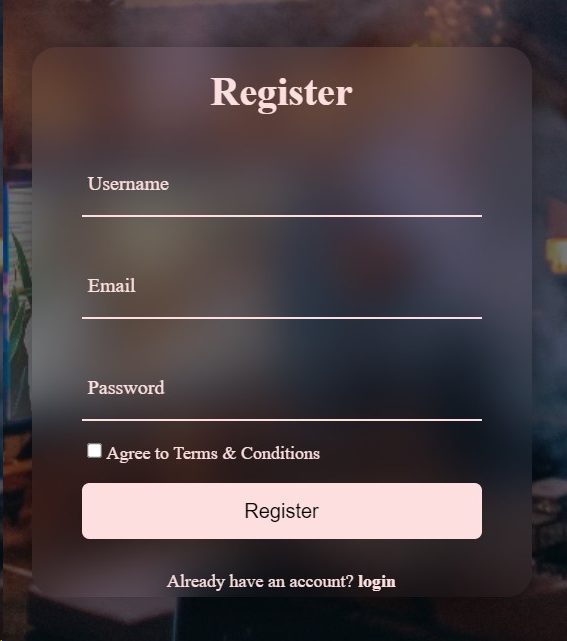 Register
Username
Email
Password
Agree to Terms & Conditions
Register
Already have an account? login